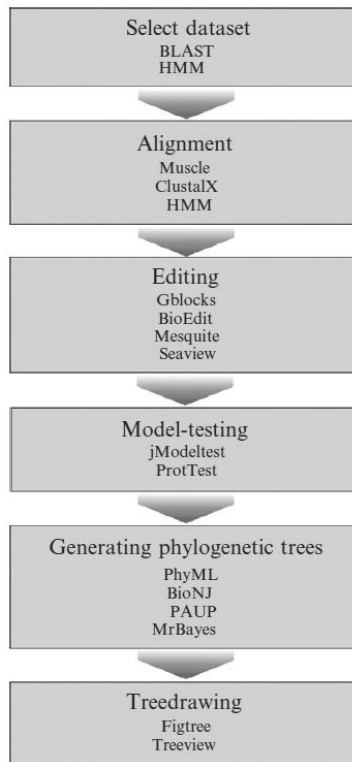 Select dataset
BLAST
HMM
Alignment
Muscle
ClustalX
HMM
Editing
Gblocks
BioEdit
Mesquite
Seaview
Model-testing
jModeltest
ProtTest
Generating phylogenetic trees
PhyML
BioNJ
PAUP
MrBayes
Treedrawing
Figtree
Treeview